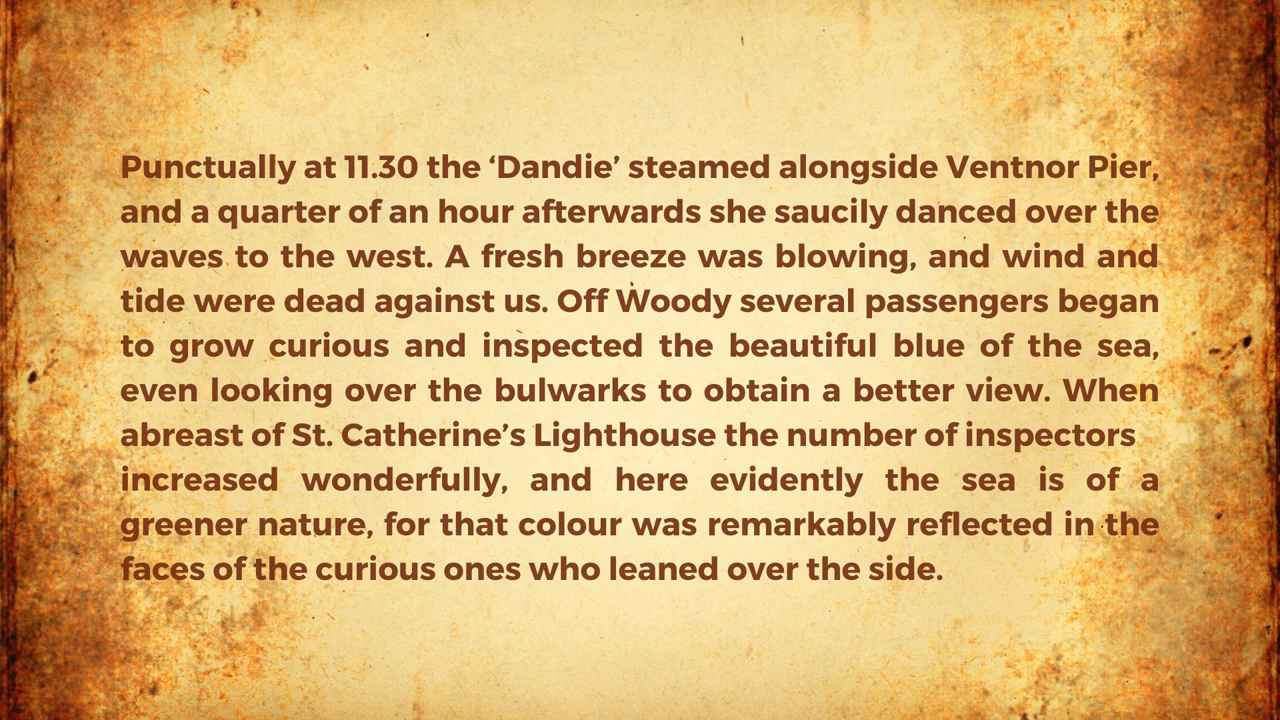 Punctually at 11.30 the ‘Dandie’ steamed alongside Ventnor Pier,
and a quarter of an hour afterwards she saucily danced over the
waves to the west. A fresh breeze was blowing, and wind and
tide were dead against us. Off Woody several passengers began
to grow curious and inspected the beautiful blue of the sea,
even looking over the bulwarks to obtain a better view. When
abreast of St. Catherine’s Lighthouse the number of inspectors
increased wonderfully, and here evidently the sea is of a
greener nature, for that colour was remarkably reflected in the
faces of the curious ones who leaned over the side.